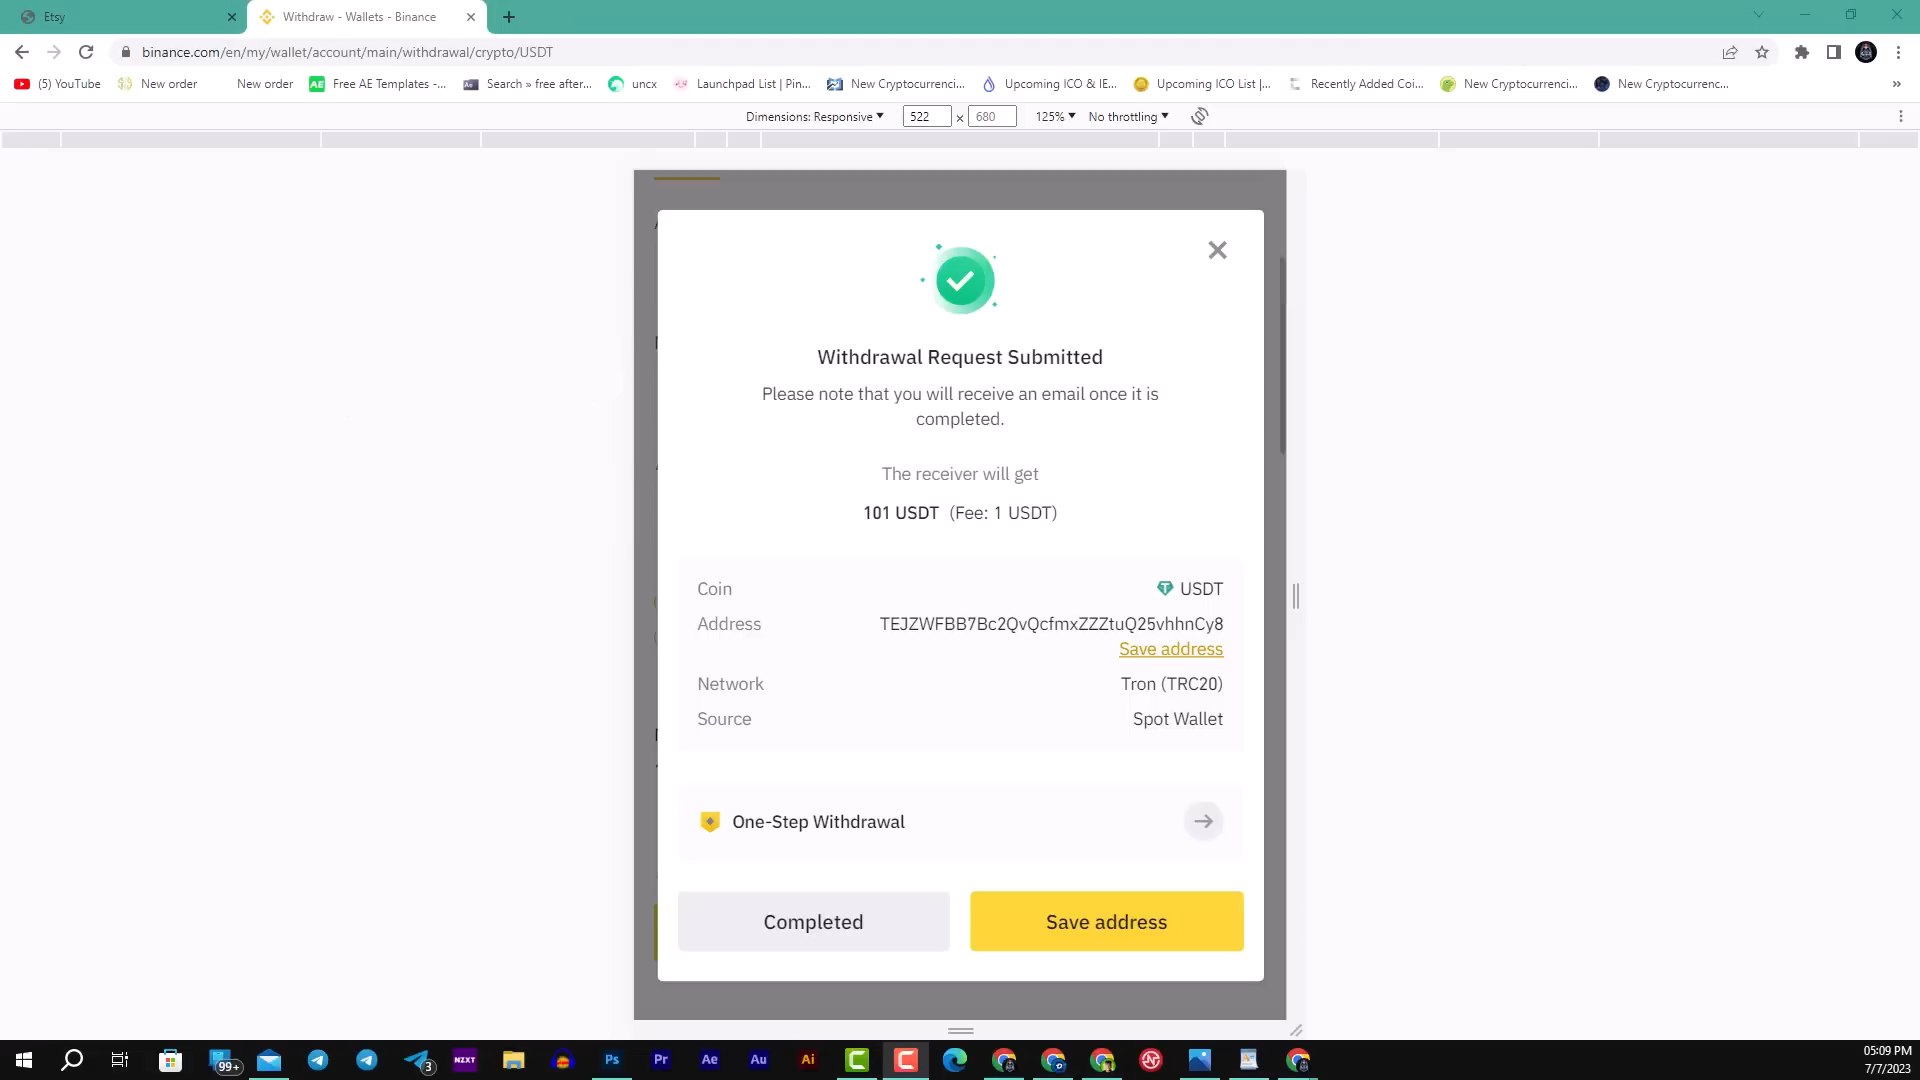 Etsy
Withdraw - Wallets - Binance
binance.com/en/my/wallet/account/main/withdrawal/crypto/USDT
(5) YouTube
New order
New order
AE
Free AE Templates -...
Ae
Search » free after...
uncx
Launchpad List | Pin...
New Cryptocurrenci...
Upcoming ICO & IE...
Upcoming ICO List |...
Recently Added Coi...
New Cryptocurrenci...
New Cryptocurrenc...
»
Dimensions: Responsive
522
x
680
125%
No throttling
Withdrawal Request Submitted
Please note that you will receive an email once it is
completed.
The receiver will get
101 USDT (Fee: 1 USDT)
Coin
USDT
Address
TEJZWFBB7Bc2QvQcfmxZZZtuQ25vhhnCy8
Save address
Network
Tron (TRC20)
Source
Spot Wallet
One-Step Withdrawal
Completed
Save address
99+
3
NZXT
Ps
Pr
Ae
Au
Ai
05:09 PM
7/7/2023